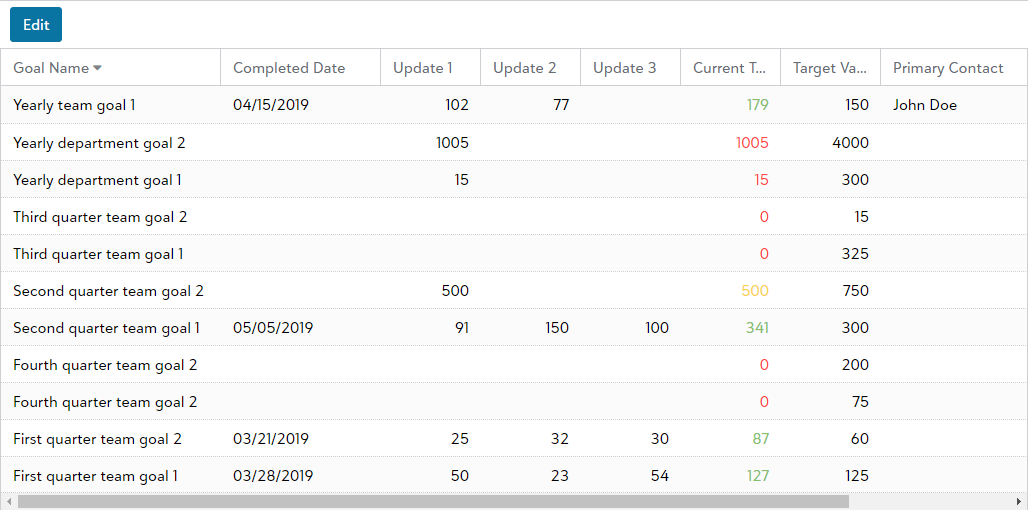 Edit
Goal Name Completed Date Update 1 Update 2 Update 3 Current T... Target Va... Primary Contact
Yearly team goal 1 04/15/2019 102 77 179 150 John Doe
Yearly department goal 2 1005 1005 4000
Yearly department goal 1 15 15 300
Third quarter team goal 2 0 15
Third quarter team goal 1 0 325
Second quarter team goal 2 500 500 750
Second quarter team goal 1 05/05/2019 91 150 100 341 300
Fourth quarter team goal 2 0 200
Fourth quarter team goal 2 0 75
First quarter team goal 2 03/21/2019 25 32 30 87 60
First quarter team goal 1 03/28/2019 50 23 54 127 125